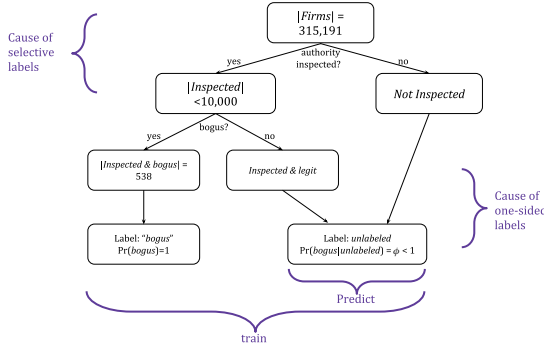 |Firms| =
315,191
Cause of
selective
labels
yes
authority
inspected?
no
|Inspected|
<10,000
Not Inspected
yes
bogus?
no
|Inspected & bogus| =
538
Inspected & legit
Cause of
one-sided
labels
Label: “bogus”
Pr(bogus)=1
Label: unlabeled
Pr(bogus|unlabeled) = ϕ < 1
Predict
train